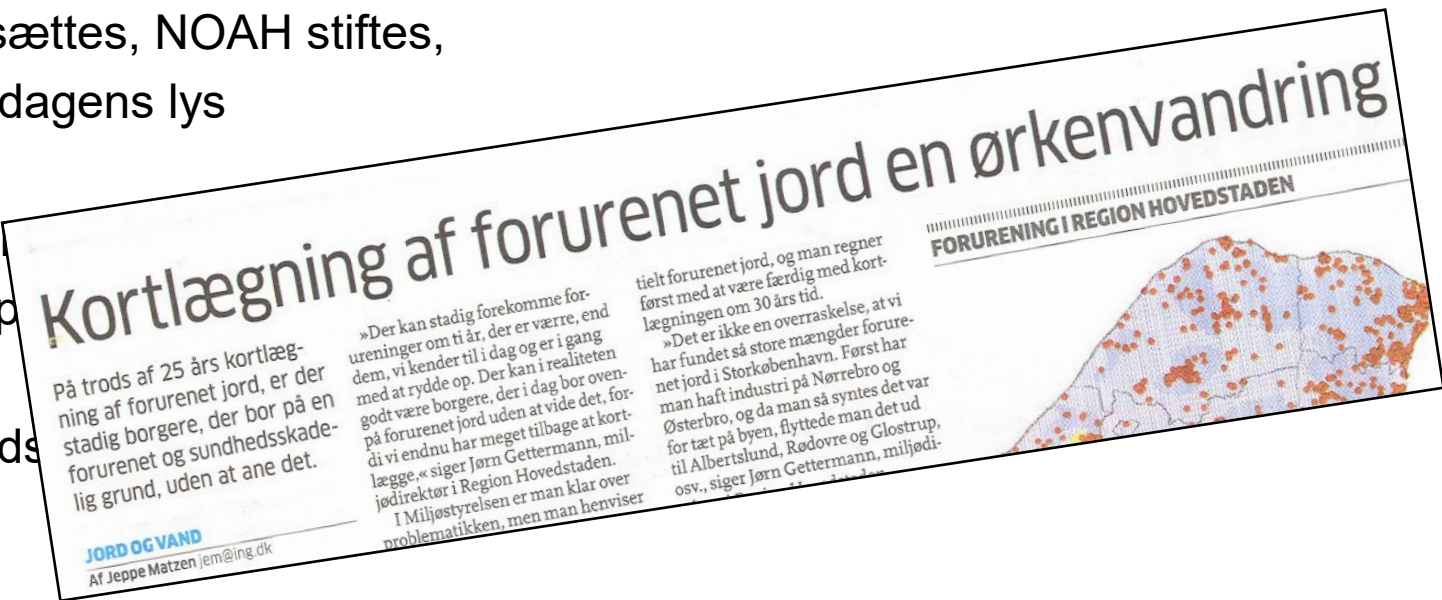 sættes, NOAH stiftes,
dagens lys
Kortlægning af forurenet jord en ørkenvandring
På trods af 25 års kortlæg-
ning af forurenet jord, er der
stadig borgere, der bor på en
forurenet og sundhedsskade-
lig grund, uden at ane det.
JORD OG VAND
Af Jeppe Matzen jem@ing.dk
»Der kan stadig forekomme for-
ureninger om ti år, der er værre, end
dem, vi kender til i dag og er i gang
med at rydde op. Der kan i realiteten
godt være borgere, der i dag bor oven-
på forurenet jord uden at vide det, for-
di vi endnu har meget tilbage at kort-
lægge,« siger Jørn Gettermann, mil-
jødirektør i Region Hovedstaden.
I Miljøstyrelsen er man klar over
problematikken, men man henviser
tielt forurenet jord, og man regner
først med at være færdig med kort-
lægningen om 30 års tid.
»Det er ikke en overraskelse, at vi
har fundet så store mængder forure-
net jord i Storkøbenhavn. Først har
man haft industri på Nørrebro og
Østerbro, og da man så syntes det var
for tæt på byen, flyttede man det ud
til Albertslund, Rødovre og Glostrup,
osv., siger Jørn Gettermann, miljødi-
FORURENING I REGION HOVEDSTADEN